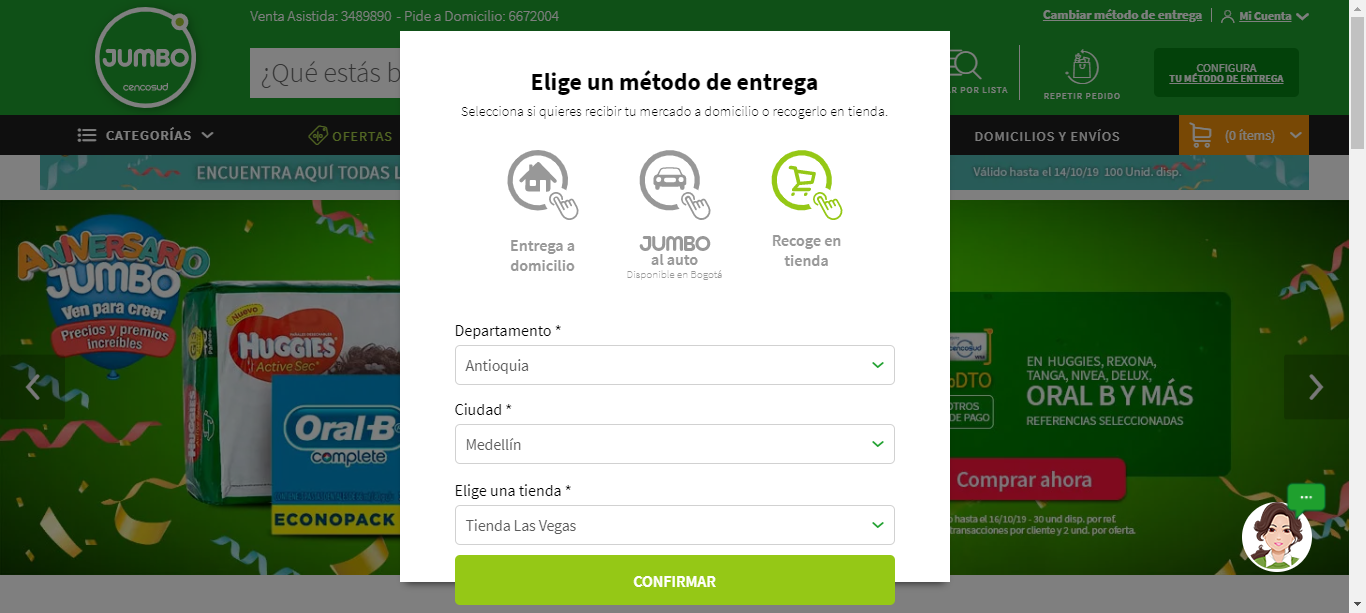 Venta Asistida: 3489890 - Pide a Domicilio: 6672004
Cambiar método de entrega
Mi Cuenta
JUMBO
cencosud
¿Qué estás b
R POR LISTA
REPETIR PEDIDO
CONFIGURA
TU MÉTODO DE ENTREGA
CATEGORÍAS
OFERTAS
DOMICILIOS Y ENVÍOS
(0 ítems)
ENCUENTRA AQUÍ TODAS L
Válido hasta el 14/10/19 100 Unid. disp.
Elige un método de entrega
Selecciona si quieres recibir tu mercado a domicilio o recogerlo en tienda.
Entrega a
domicilio
JUMBO
al auto
Disponible en Bogotá
Recoge en
tienda
Departamento *
Antioquia
Ciudad *
Medellín
Elige una tienda *
Tienda Las Vegas
CONFIRMAR
ANIVERSARIO
JUMBO
Ven para creer
Precios y premios
increíbles
Nuevo
HUGGIES
Active Sec
HUGGIES
Oral-B
complete
ECONOPACK
cencosud
%DTO
OTROS
DE PAGO
EN HUGGIES, REXONA,
TANGA, NIVEA, DELUX,
ORAL B Y MÁS
REFERENCIAS SELECCIONADAS
Comprar ahora
hasta el 16/10/19 - 30 und disp. por ref.
transacciones por cliente y 2 und. por oferta.